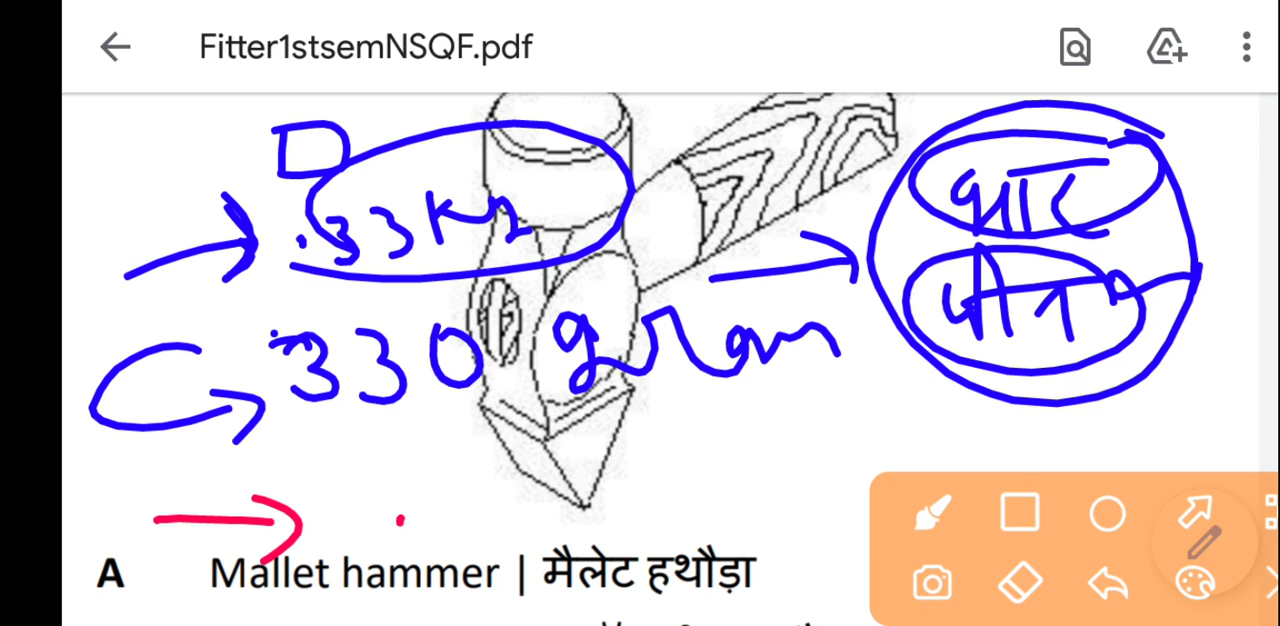 Fitter1stsemNSQF.pdf
.33 Kg
330 gram
A Mallet hammer | मैलेट हथौड़ा